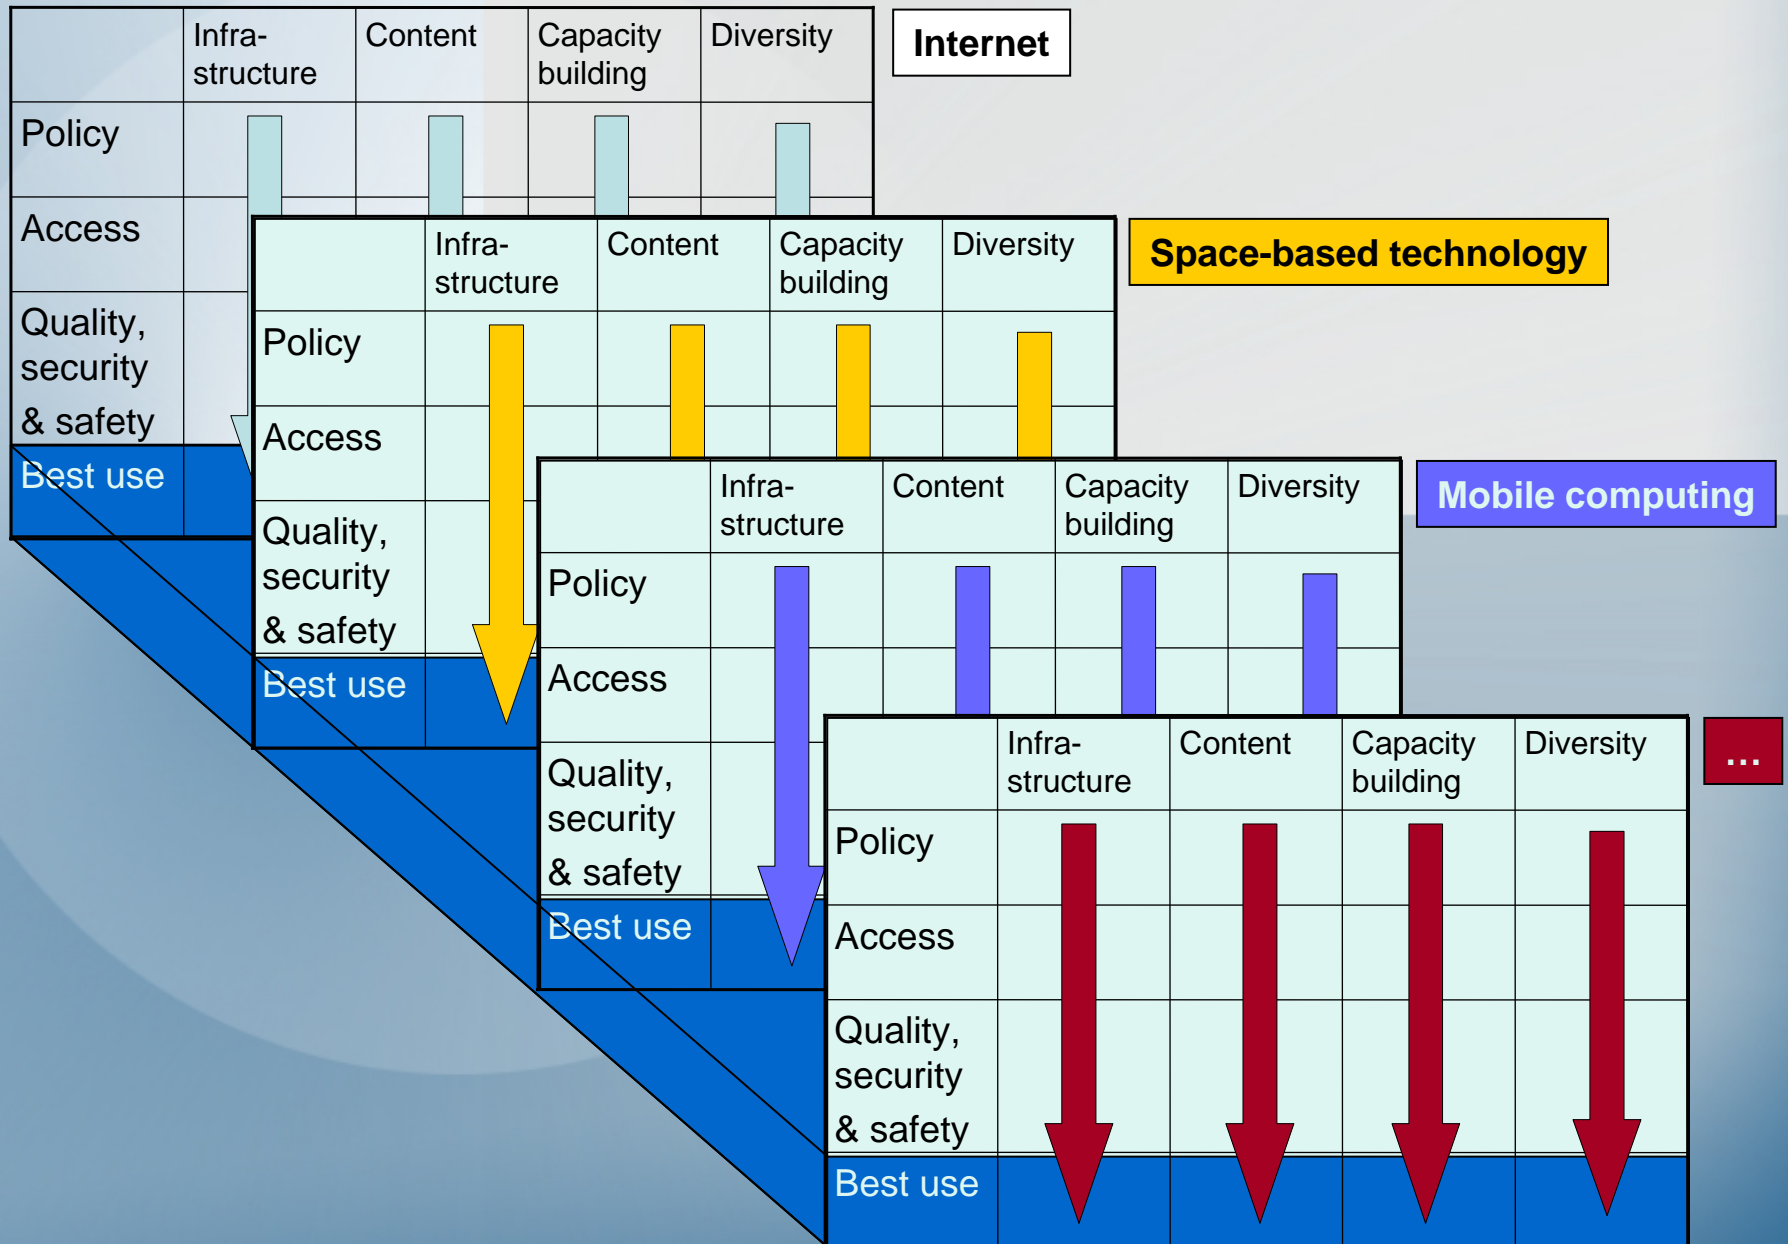 Infra-
structure
Content
Capacity
building
Diversity
Internet
Policy
Access
Quality,
security
& safety
Best use
Infra-
structure
Content
Capacity
building
Diversity
Space-based technology
Policy
Access
Quality,
security
& safety
Best use
Infra-
structure
Content
Capacity
building
Diversity
Mobile computing
Policy
Access
Quality,
security
& safety
Best use
Infra-
structure
Content
Capacity
building
Diversity
...
Policy
Access
Quality,
security
& safety
Best use